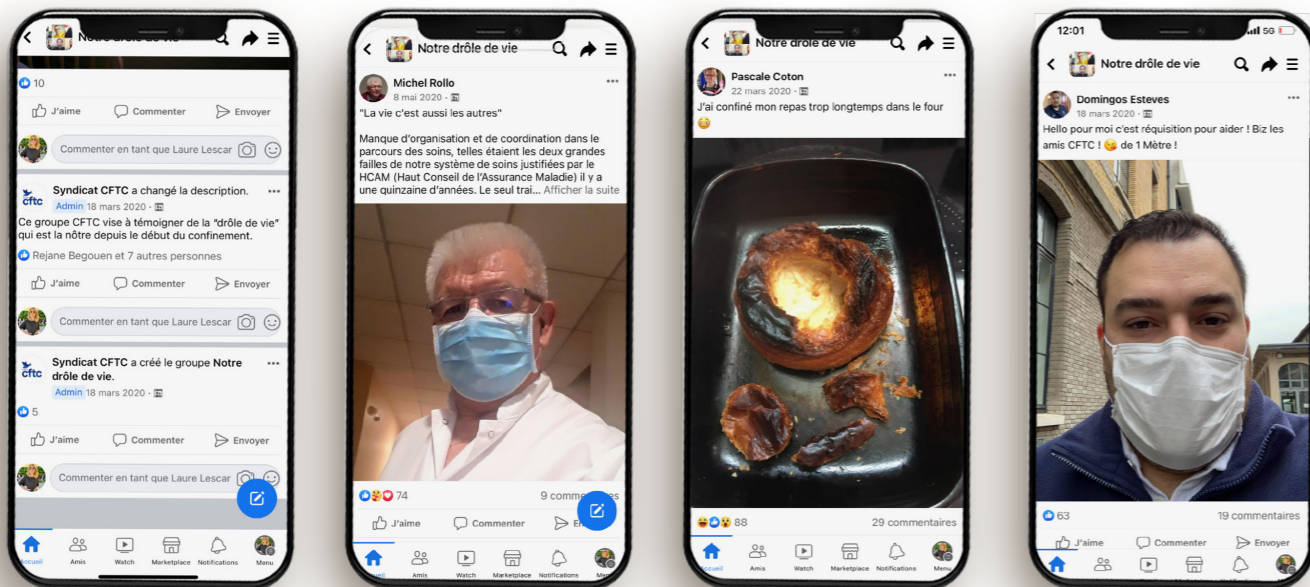 Notre drôle de vie
10
J'aime Commenter Envoyer
Commenter en tant que Laure Lescar
Syndicat CFTC a changé la description.
cftc
Admin 18 mars 2020
Ce groupe CFTC vise à témoigner de la "drôle de vie"
qui est la nôtre depuis le début du confinement.
Rejane Begouen et 7 autres personnes
J'aime Commenter Envoyer
Commenter en tant que Laure Lescar
Syndicat CFTC a créé le groupe Notre
drôle de vie.
cftc
Admin 18 mars 2020
5
J'aime Commenter Envoyer
Commenter en tant que Laure Lescar
Accueil Amis Watch Marketplace Notifications Menu
Notre drôle de vie
Michel Rollo
8 mai 2020
"La vie c'est aussi les autres"
Manque d'organisation et de coordination dans le
parcours des soins, telles étaient les deux grandes
failles de notre système de soins justifiées par le
HCAM (Haut Conseil de l'Assurance Maladie) il y a
une quinzaine d'années. Le seul trai... Afficher la suite
74 9 commentaires
J'aime Commenter
Accueil Amis Watch Marketplace Notifications Menu
Notre drôle de vie
Pascale Coton
22 mars 2020
J'ai confiné mon repas trop longtemps dans le four
😳
88 29 commentaires
Accueil Amis Watch Marketplace Notifications Menu
12:01 5G
Notre drôle de vie
Domingos Esteves
18 mars 2020
Hello pour moi c'est réquisition pour aider ! Biz les
amis CFTC ! 😘 de 1 Mètre !
63 19 commentaires
J'aime Commenter Envoyer